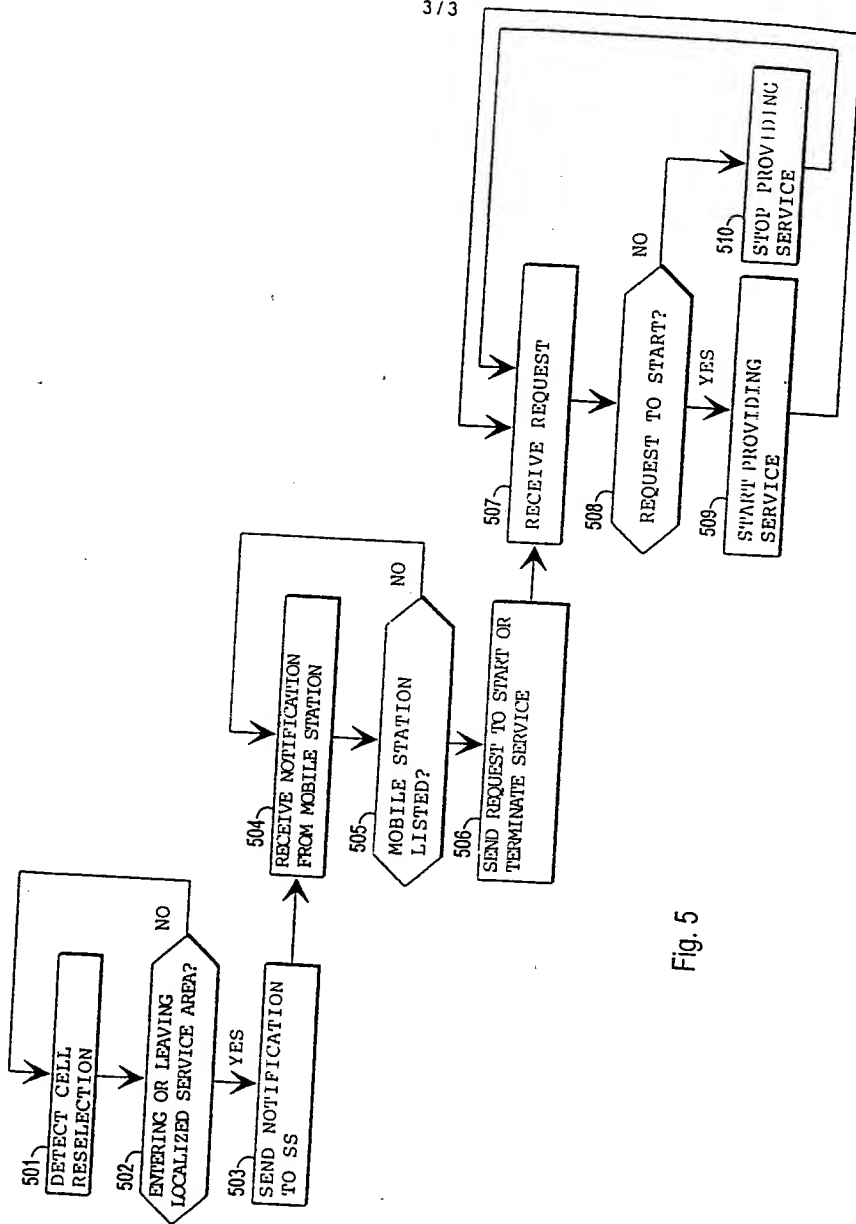 3/3
501
DETECT CELL
RESELECTION
502
ENTERING OR LEAVING
LOCALIZED SERVICE AREA?
NO
YES
503
SEND NOTIFICATION
TO SS
504
RECEIVE NOTIFICATION
FROM MOBILE STATION
505
MOBILE STATION
LISTED?
NO
506
SEND REQUEST TO START OR
TERMINATE SERVICE
507
RECEIVE REQUEST
508
REQUEST TO START?
NO
YES
509
START PROVIDING
SERVICE
510
STOP PROVIDING
SERVICE
Fig. 5